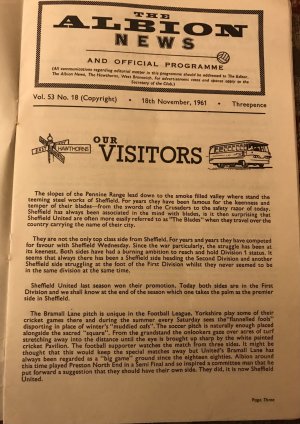 THE
ALBION
NEWS
AND OFFICIAL PROGRAMME
(All communications regarding editorial matter in this programme should be addressed to The Editor,
The Albion News, The Hawthorns, West Bromwich. For advertisement rates and spaces apply to the
Secretary of the Club.)
Vol. 53 No. 18 (Copyright) • 18th November, 1961 • Threepence
HAWTHORNS
OUR
VISITORS
The slopes of the Pennine Range lead down to the smoke filled valley where stand the
teeming steel works of Sheffield. For years they have been famous for the keenness and
temper of their blades—from the swords of the Crusaders to the safety razor of today.
Sheffield has always been associated in the mind with blades, is it then surprising that
Sheffield United are often more easily referred to as "The Blades" when they travel over the
country carrying the name of their city.
They are not the only top class side from Sheffield. For years and years they have competed
for favour with Sheffield Wednesday. Since the war particularly, the struggle has been at
its keenest. Both sides have had a burning ambition to reach and hold Division 1 status. It
seems that always there has been a Sheffield side heading the Second Division and another
Sheffield side struggling at the foot of the First Division whilst they never seemed to be
in the same division at the same time.
Sheffield United last season won their promotion. Today both sides are in the First
Division and we shall know at the end of the season which one takes the palm as the premier
side in Sheffield.
The Bramall Lane pitch is unique in the Football League. Yorkshire play some of their
cricket games there and during the summer every Saturday sees the "flannelled fools"
disporting in place of winter's "muddied oafs". The soccer pitch is naturally enough placed
alongside the sacred "square". From the grandstand the onlookers gaze over acres of turf
stretching away into the distance until the eye is brought up sharp by the white painted
cricket Pavilion. The football supporter watches the match from three sides. It might be
thought that this would keep the special matches away but United's Bramall Lane has
always been regarded as a "big game" ground since the eighteen eighties. Albion around
this time played Preston North End in a Semi Final and so inspired a committee man that he
put forward a suggestion that they should have their own side. They did, it is now Sheffield
United.
Page Three